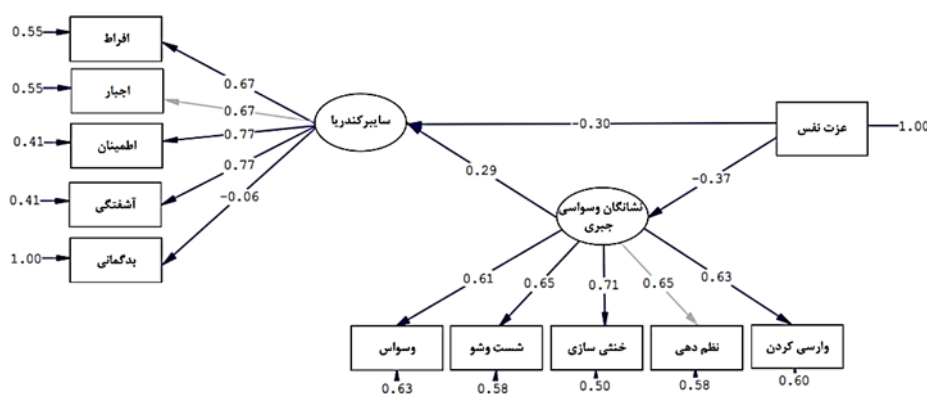 0.55
افراط
0.55
اجبار
0.41
اطمینان
0.41
آشفتگی
1.00
بدگمانی
0.67
0.67
0.77
0.77
-0.06
سایبرکندریا
-0.30
عزت نفس
1.00
0.29
-0.37
نشانگان وسواسی
جبری
0.61
0.65
0.71
0.65
0.63
وسواس
شست وشو
خنثی سازی
نظم دهی
وارسی کردن
0.63
0.58
0.50
0.58
0.60